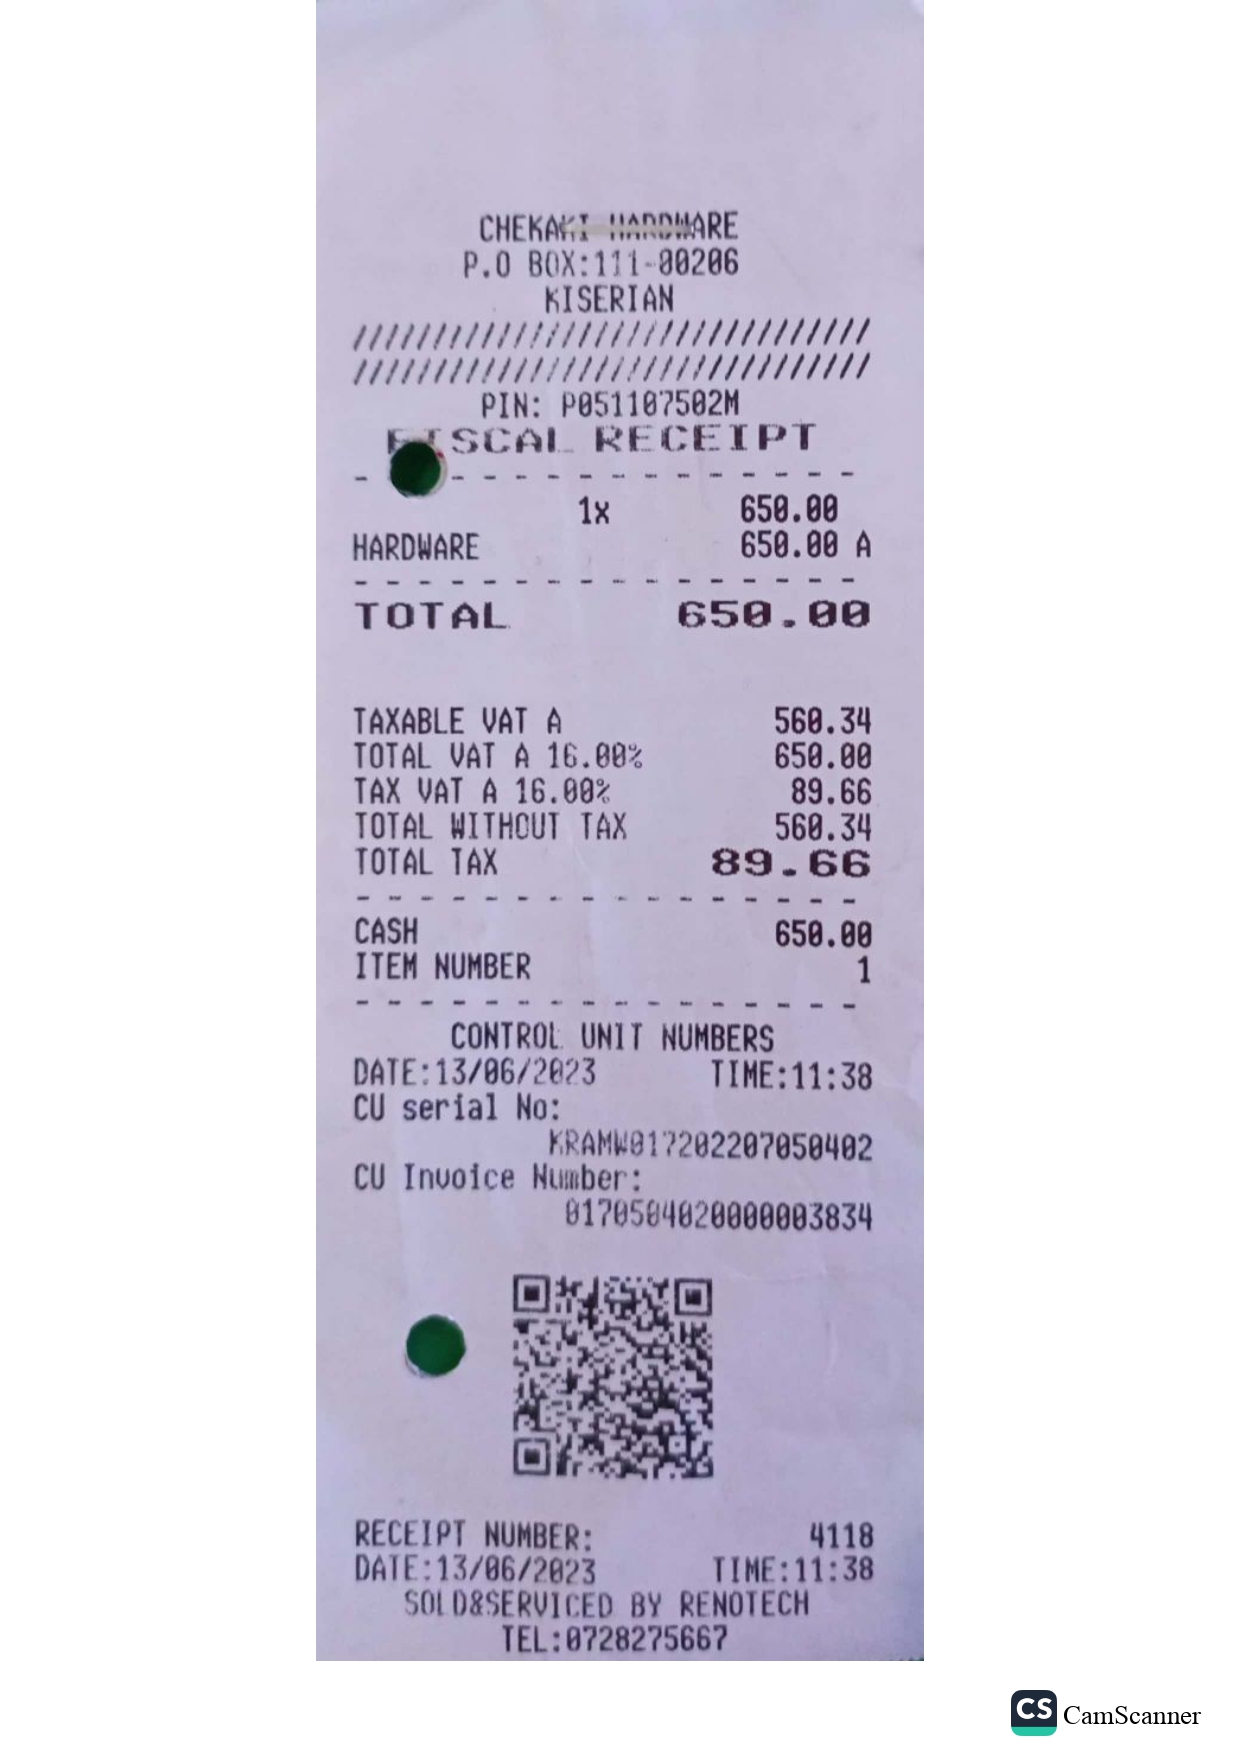 CHEKAKI HARDWARE
P.O BOX:111-00206
KISERIAN
////////////////////////////////
////////////////////////////////
PIN: P051107502M
FISCAL RECEIPT
- - - - - - - - - - - - - - - -
1x 650.00
HARDWARE 650.00 A
- - - - - - - - - - - - - - - -
TOTAL 650.00
TAXABLE VAT A 560.34
TOTAL VAT A 16.00% 650.00
TAX VAT A 16.00% 89.66
TOTAL WITHOUT TAX 560.34
TOTAL TAX 89.66
- - - - - - - - - - - - - - - -
CASH 650.00
ITEM NUMBER 1
- - - - - - - - - - - - - - - -
CONTROL UNIT NUMBERS
DATE:13/06/2023 TIME:11:38
CU serial No:
KRAMW017202207050402
CU Invoice Number:
0170504020000003834
RECEIPT NUMBER: 4118
DATE:13/06/2023 TIME:11:38
SOLD&SERVICED BY RENOTECH
TEL:0728275667
CS CamScanner